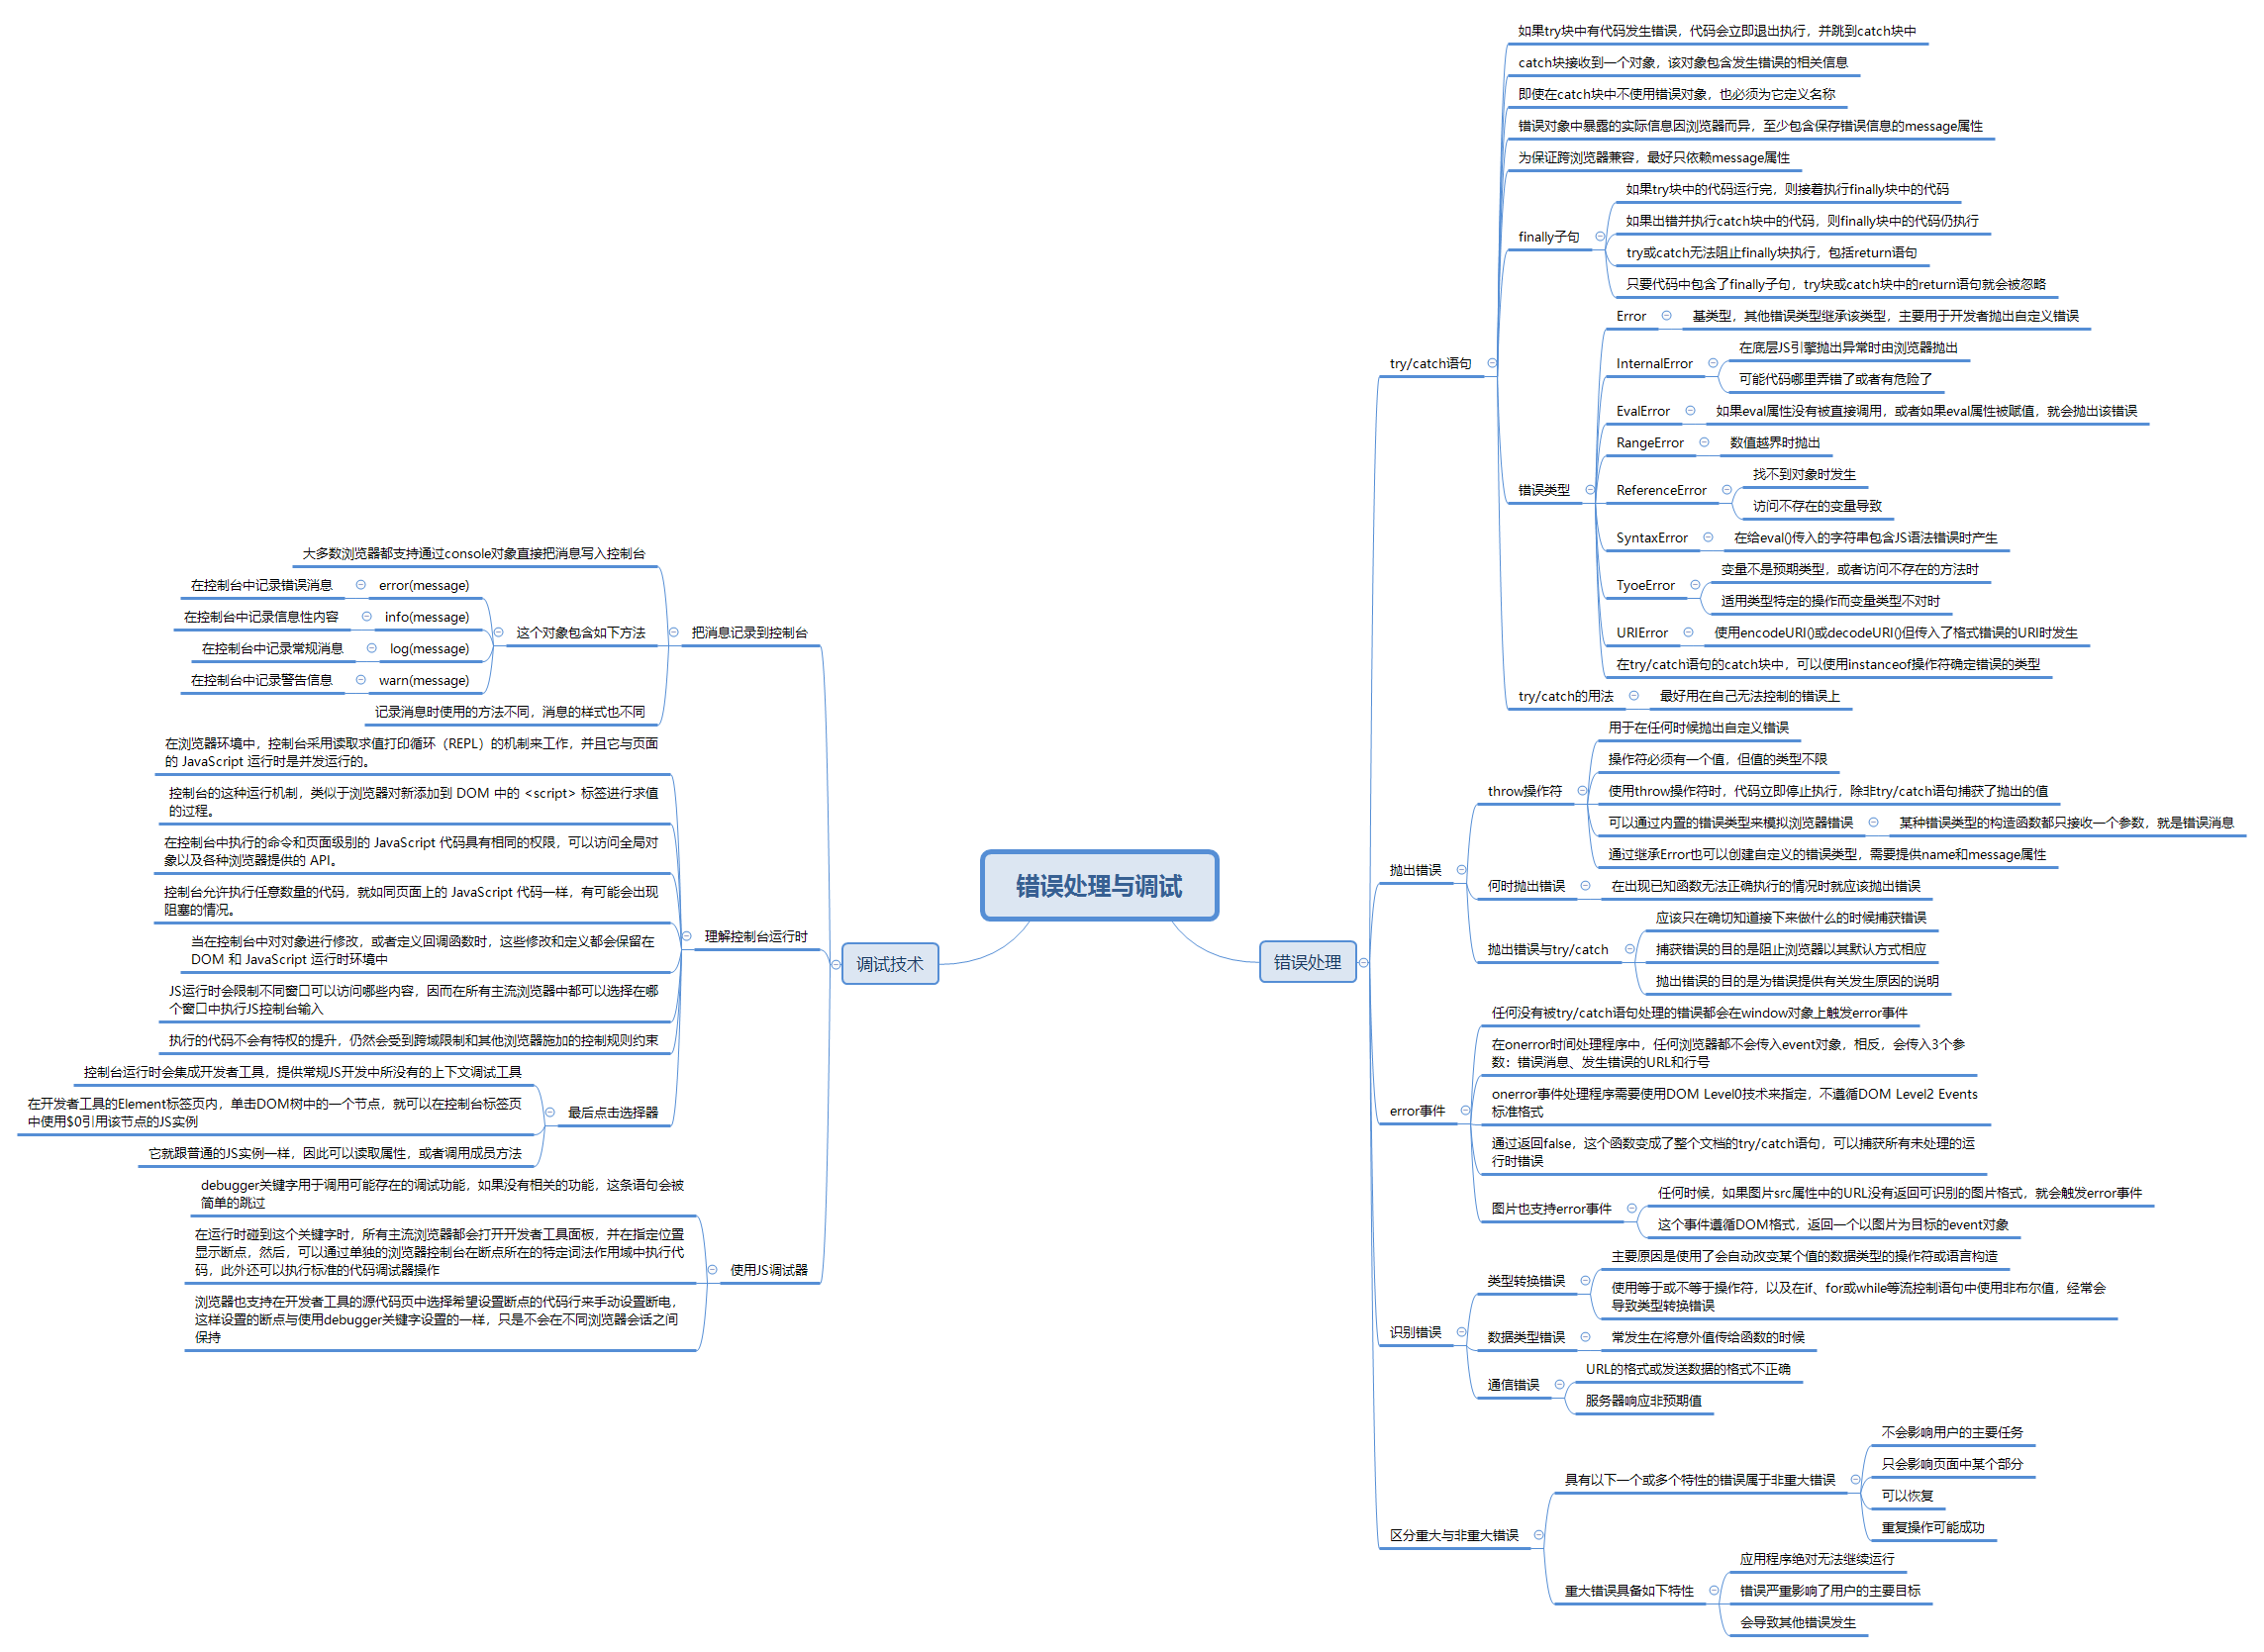 错误处理与调试
错误处理
try/catch语句
如果try块中有代码发生错误，代码会立即退出执行，并跳到catch块中
catch块接收到一个对象，该对象包含发生错误的相关信息
即使在catch块中不使用错误对象，也必须为它定义名称
错误对象中暴露的实际信息因浏览器而异，至少包含保存错误信息的message属性
为保证跨浏览器兼容，最好只依赖message属性
finally子句
如果try块中的代码运行完，则接着执行finally块中的代码
如果出错并执行catch块中的代码，则finally块中的代码仍执行
try或catch无法阻止finally块执行，包括return语句
只要代码中包含了finally子句，try块或catch块中的return语句就会被忽略
错误类型
Error
基类型，其他错误类型继承该类型，主要用于开发者抛出自定义错误
InternalError
在底层JS引擎抛出异常时由浏览器抛出
可能代码哪里弄错了或者有危险了
EvalError
如果eval属性没有被直接调用，或者如果eval属性被赋值，就会抛出该错误
RangeError
数值越界时抛出
ReferenceError
找不到对象时发生
访问不存在的变量导致
SyntaxError
在给eval()传入的字符串包含JS语法错误时产生
TyoeError
变量不是预期类型，或者访问不存在的方法时
适用类型特定的操作而变量类型不对时
URIError
使用encodeURI()或decodeURI()但传入了格式错误的URI时发生
在try/catch语句的catch块中，可以使用instanceof操作符确定错误的类型
try/catch的用法
最好用在自己无法控制的错误上
抛出错误
throw操作符
用于在任何时候抛出自定义错误
操作符必须有一个值，但值的类型不限
使用throw操作符时，代码立即停止执行，除非try/catch语句捕获了抛出的值
可以通过内置的错误类型来模拟浏览器错误
某种错误类型的构造函数都只接收一个参数，就是错误消息
通过继承Error也可以创建自定义的错误类型，需要提供name和message属性
何时抛出错误
在出现已知函数无法正确执行的情况时就应该抛出错误
抛出错误与try/catch
应该只在确切知道接下来做什么的时候捕获错误
捕获错误的目的是阻止浏览器以其默认方式相应
抛出错误的目的是为错误提供有关发生原因的说明
error事件
任何没有被try/catch语句处理的错误都会在window对象上触发error事件
在onerror时间处理程序中，任何浏览器都不会传入event对象，相反，会传入3个参
数：错误消息、发生错误的URL和行号
onerror事件处理程序需要使用DOM Level0技术来指定，不遵循DOM Level2 Events
标准格式
通过返回false，这个函数变成了整个文档的try/catch语句，可以捕获所有未处理的运
行时错误
图片也支持error事件
任何时候，如果图片src属性中的URL没有返回可识别的图片格式，就会触发error事件
这个事件遵循DOM格式，返回一个以图片为目标的event对象
识别错误
类型转换错误
主要原因是使用了会自动改变某个值的数据类型的操作符或语言构造
使用等于或不等于操作符，以及在if、for或while等流控制语句中使用非布尔值，经常会
导致类型转换错误
数据类型错误
常发生在将意外值传给函数的时候
通信错误
URL的格式或发送数据的格式不正确
服务器响应非预期值
区分重大与非重大错误
具有以下一个或多个特性的错误属于非重大错误
不会影响用户的主要任务
只会影响页面中某个部分
可以恢复
重复操作可能成功
重大错误具备如下特性
应用程序绝对无法继续运行
错误严重影响了用户的主要目标
会导致其他错误发生
调试技术
把消息记录到控制台
大多数浏览器都支持通过console对象直接把消息写入控制台
这个对象包含如下方法
error(message)
在控制台中记录错误消息
info(message)
在控制台中记录信息性内容
log(message)
在控制台中记录常规消息
warn(message)
在控制台中记录警告信息
记录消息时使用的方法不同，消息的样式也不同
理解控制台运行时
在浏览器环境中，控制台采用读取求值打印循环（REPL）的机制来工作，并且它与页面
的 JavaScript 运行时是并发运行的。
控制台的这种运行机制，类似于浏览器对新添加到 DOM 中的 &lt;script&gt; 标签进行求值
的过程。
在控制台中执行的命令和页面级别的 JavaScript 代码具有相同的权限，可以访问全局对
象以及各种浏览器提供的 API。
控制台允许执行任意数量的代码，就如同页面上的 JavaScript 代码一样，有可能会出现
阻塞的情况。
当在控制台中对对象进行修改，或者定义回调函数时，这些修改和定义都会保留在
DOM 和 JavaScript 运行时环境中
JS运行时会限制不同窗口可以访问哪些内容，因而在所有主流浏览器中都可以选择在哪
个窗口中执行JS控制台输入
执行的代码不会有特权的提升，仍然会受到跨域限制和其他浏览器施加的控制规则约束
最后点击选择器
控制台运行时会集成开发者工具，提供常规JS开发中所没有的上下文调试工具
在开发者工具的Element标签页内，单击DOM树中的一个节点，就可以在控制台标签页
中使用$0引用该节点的JS实例
它就跟普通的JS实例一样，因此可以读取属性，或者调用成员方法
使用JS调试器
debugger关键字用于调用可能存在的调试功能，如果没有相关的功能，这条语句会被
简单的跳过
在运行时碰到这个关键字时，所有主流浏览器都会打开开发者工具面板，并在指定位置
显示断点，然后，可以通过单独的浏览器控制台在断点所在的特定词法作用域中执行代
码，此外还可以执行标准的代码调试器操作
浏览器也支持在开发者工具的源代码页中选择希望设置断点的代码行来手动设置断电，
这样设置的断点与使用debugger关键字设置的一样，只是不会在不同浏览器会话之间
保持